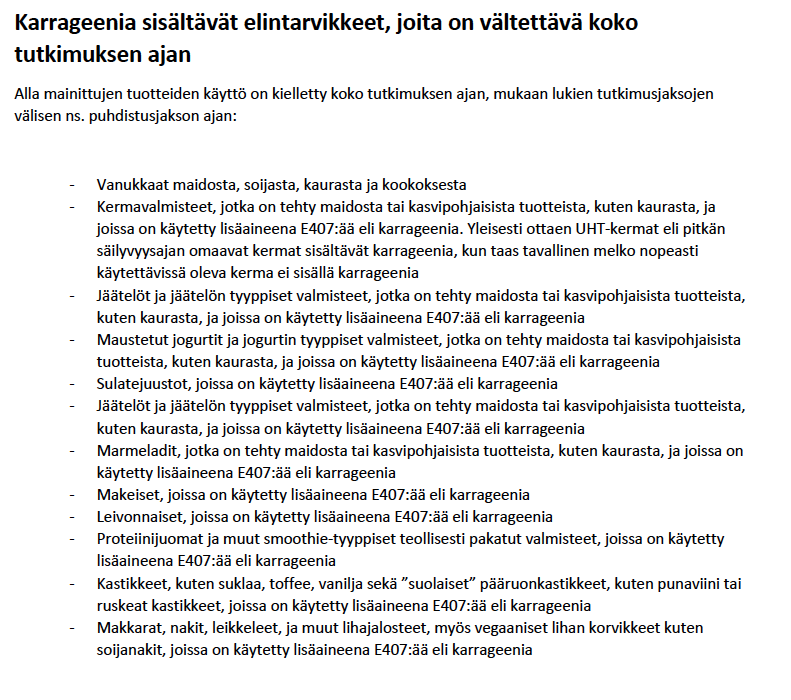 Karrageenia sisältävät elintarvikkeet, joita on vältettävä koko
tutkimuksen ajan
Alla mainittujen tuotteiden käyttö on kielletty koko tutkimuksen ajan, mukaan lukien tutkimusjaksojen
välisen ns. puhdistusjakson ajan:
- Vanukkaat maidosta, soijasta, kaurasta ja kookoksesta
- Kermavalmisteet, jotka on tehty maidosta tai kasvipohjaisista tuotteista, kuten kaurasta, ja
joissa on käytetty lisäaineena E407:ää eli karrageenia. Yleisesti ottaen UHT-kermat eli pitkän
säilyvyysajan omaavat kermat sisältävät karrageenia, kun taas tavallinen melko nopeasti
käytettävissä oleva kerma ei sisällä karrageenia
- Jäätelöt ja jäätelön tyyppiset valmisteet, jotka on tehty maidosta tai kasvipohjaisista tuotteista,
kuten kaurasta, ja joissa on käytetty lisäaineena E407:ää eli karrageenia
- Maustetut jogurtit ja jogurtin tyyppiset valmisteet, jotka on tehty maidosta tai kasvipohjaisista
tuotteista, kuten kaurasta, ja joissa on käytetty lisäaineena E407:ää eli karrageenia
- Sulatejuustot, joissa on käytetty lisäaineena E407:ää eli karrageenia
- Jäätelöt ja jäätelön tyyppiset valmisteet, jotka on tehty maidosta tai kasvipohjaisista tuotteista,
kuten kaurasta, ja joissa on käytetty lisäaineena E407:ää eli karrageenia
- Marmeladit, jotka on tehty maidosta tai kasvipohjaisista tuotteista, kuten kaurasta, ja joissa on
käytetty lisäaineena E407:ää eli karrageenia
- Makeiset, joissa on käytetty lisäaineena E407:ää eli karrageenia
- Leivonnaiset, joissa on käytetty lisäaineena E407:ää eli karrageenia
- Proteiinijuomat ja muut smoothie-tyyppiset teollisesti pakatut valmisteet, joissa on käytetty
lisäaineena E407:ää eli karrageenia
- Kastikkeet, kuten suklaa, toffee, vanilja sekä ”suolaiset” pääruonkastikkeet, kuten punaviini tai
ruskeat kastikkeet, joissa on käytetty lisäaineena E407:ää eli karrageenia
- Makkarat, nakit, leikkeleet, ja muut lihajalosteet, myös vegaaniset lihan korvikkeet kuten
soijanakit, joissa on käytetty lisäaineena E407:ää eli karrageenia